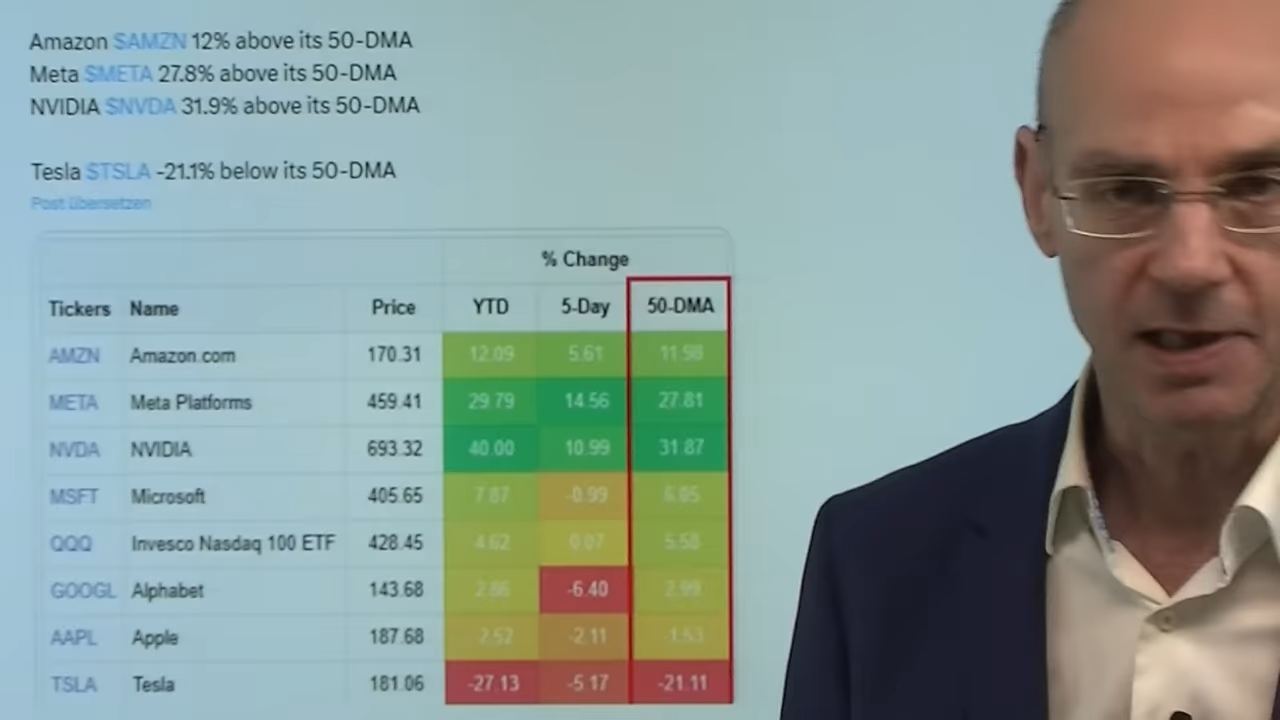 Amazon $AMZN 12% above its 50-DMA
Meta $META 27.8% above its 50-DMA
NVIDIA $NVDA 31.9% above its 50-DMA
Tesla $TSLA -21.1% below its 50-DMA
Post übersetzen
% Change
Tickers Name Price YTD 5-Day 50-DMA
AMZN Amazon.com 170.31 12.09 5.61 11.98
META Meta Platforms 459.41 29.79 14.56 27.81
NVDA NVIDIA 693.32 40.00 10.99 31.87
MSFT Microsoft 405.65 7.87 -0.99 6.05
QQQ Invesco Nasdaq 100 ETF 428.45 4.62 0.07 5.58
GOOGL Alphabet 143.68 2.86 -6.40 2.99
AAPL Apple 187.68 -2.52 -2.11 -1.53
TSLA Tesla 181.06 -27.13 -5.17 -21.11